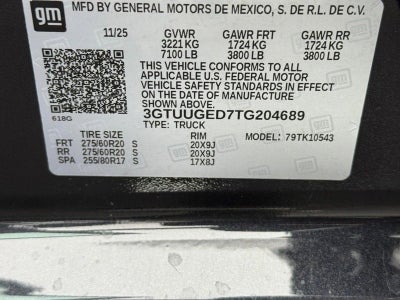 gm
MFD BY GENERAL MOTORS DE MEXICO, S. DE R.L. DE C.V.
11/25 GVWR GAWR FRT GAWR RR
3221 KG 1724 KG 1724 KG
7100 LB 3800 LB 3800 LB
THIS VEHICLE CONFORMS TO ALL
APPLICABLE U.S. FEDERAL MOTOR
VEHICLE SAFETY STANDARDS IN EFFECT
ON THE DATE OF MANUFACTURE
SHOWN ABOVE.
618G
3GTUUGED7TG204689
TYPE: TRUCK
TIRE SIZE RIM MODEL: 79TK10543
FRT 275/60R20 S 20X9J
RR 275/60R20 S 20X9J
SPA 255/80R17 S 17X8J